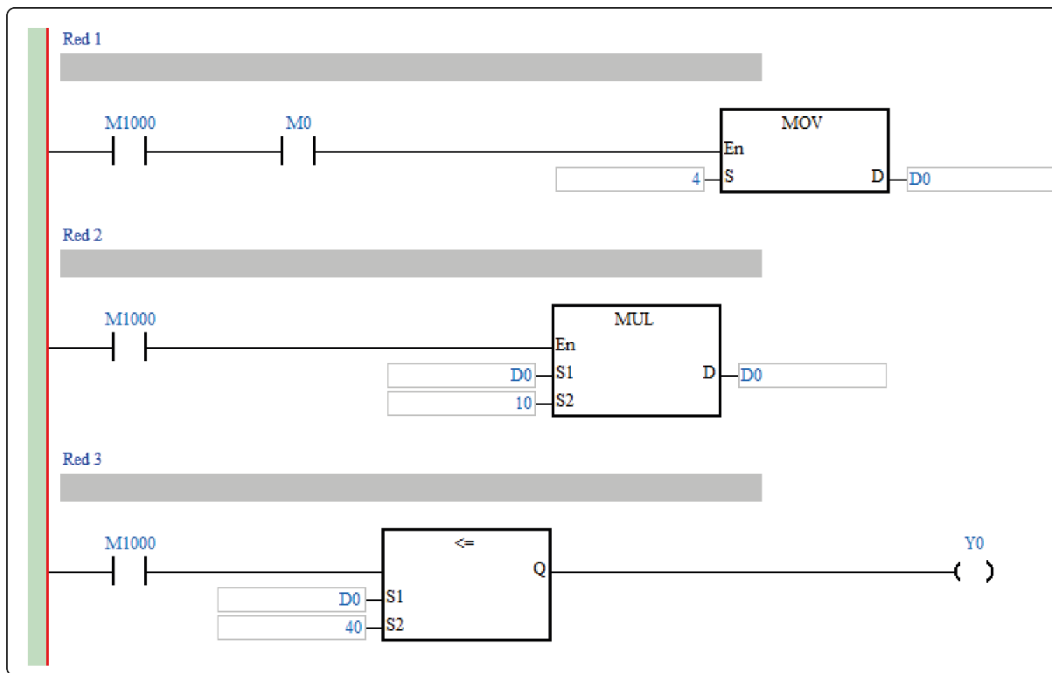 Red 1
M1000 M0 MOV
En
4 S D D0
Red 2
M1000 MUL
En
D0 S1 D D0
10 S2
Red 3
M1000 <= Y0
Q
D0 S1
40 S2